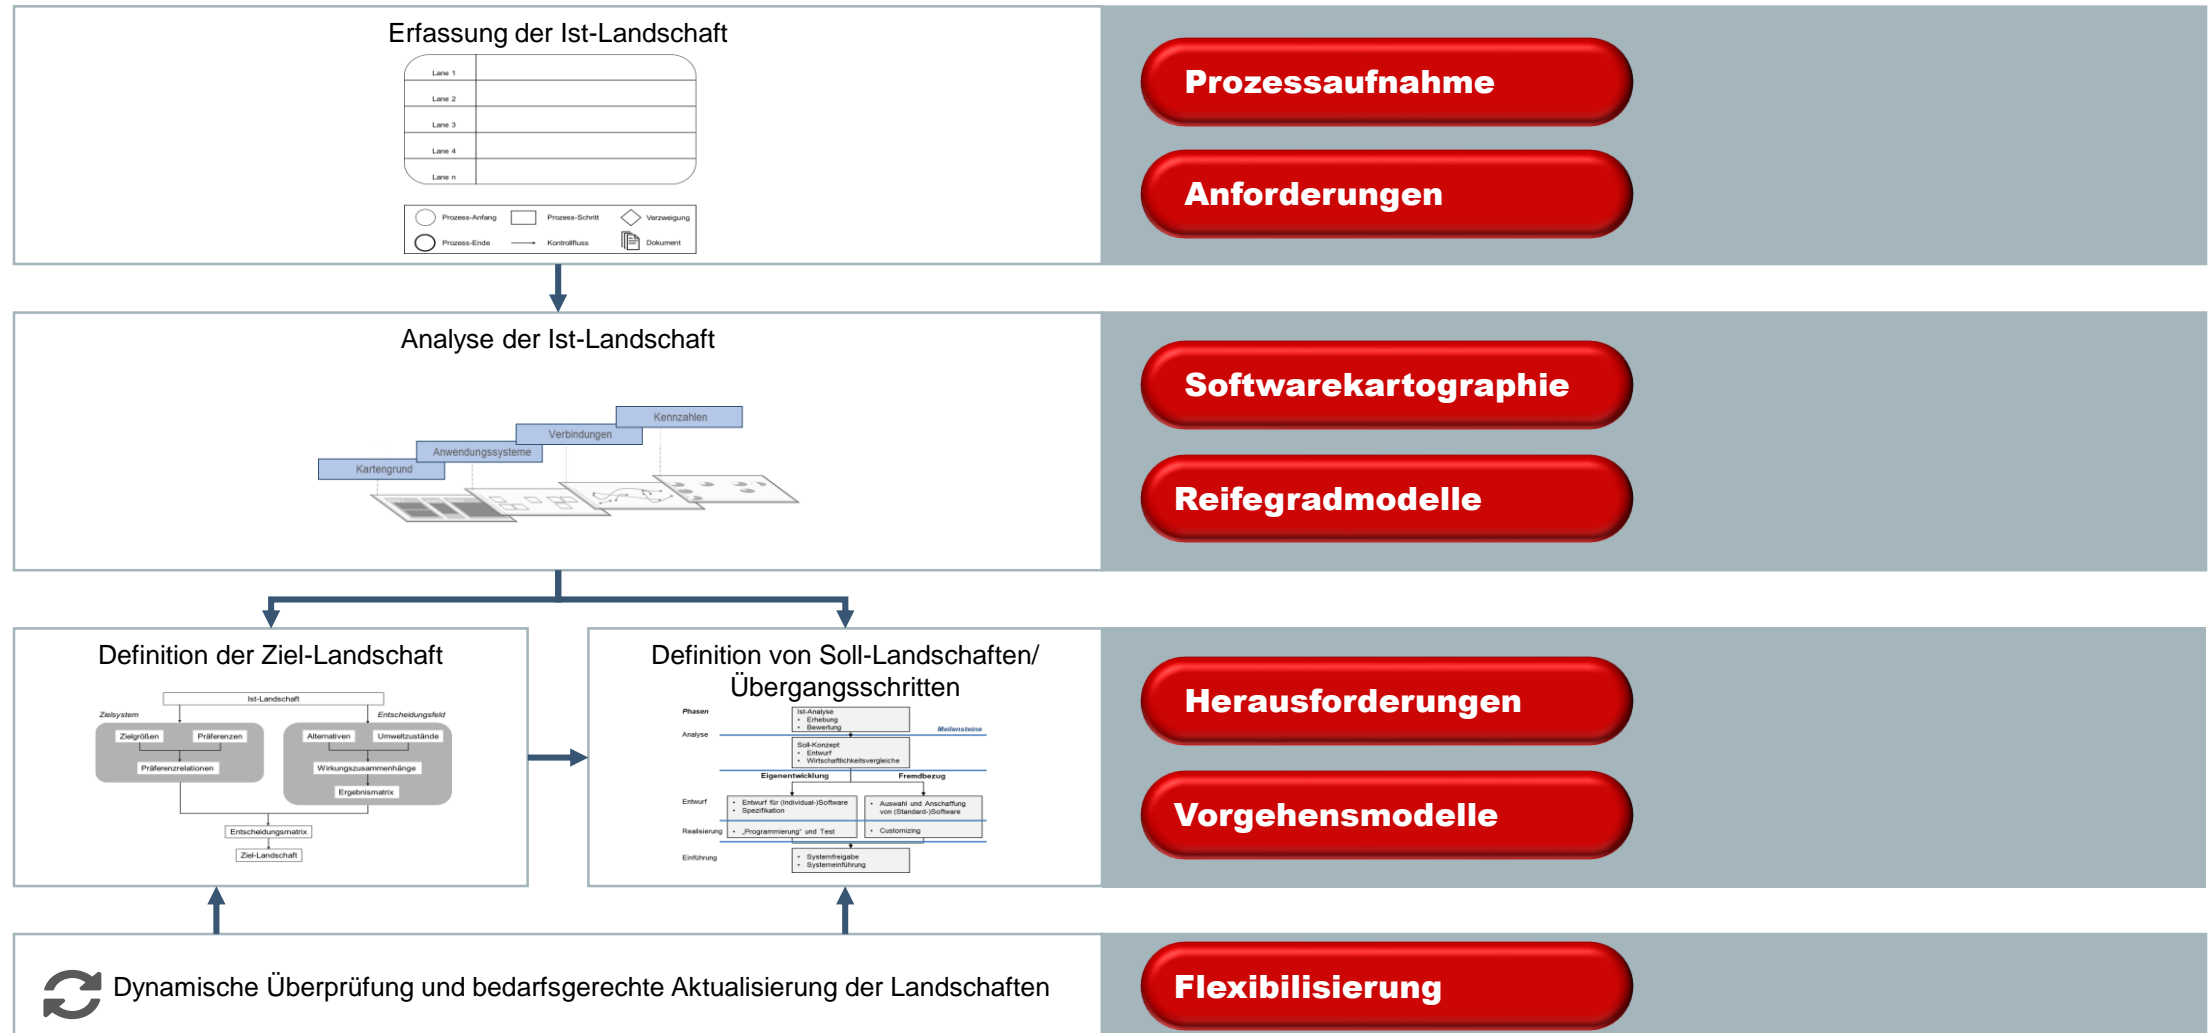 Erfassung der Ist-Landschaft
Lane 1
Lane 2
Lane 3
Lane 4
Lane n
Prozess-Anfang
Prozess-Schritt
Verzweigung
Prozess-Ende
Kontrollfluss
Dokument
Prozessaufnahme
Anforderungen
Analyse der Ist-Landschaft
Kennzahlen
Verbindungen
Anwendungssysteme
Kartengrund
Softwarekartographie
Reifegradmodelle
Definition der Ziel-Landschaft
Ist-Landschaft
Zielsystem
Entscheidungsfeld
Zielgrößen
Präferenzen
Alternativen
Umweltzustände
Präferenzrelationen
Wirkungszusammenhänge
Ergebnismatrix
Entscheidungsmatrix
Ziel-Landschaft
Definition von Soll-Landschaften/
Übergangsschritten
Phasen
Ist-Analyse
• Erhebung
• Bewertung
Meilensteine
Analyse
Soll-Konzept
• Entwurf
• Wirtschaftlichkeitsvergleiche
Eigenentwicklung
Fremdbezug
Entwurf
• Entwurf für (Individual-)Software
• Spezifikation
• Auswahl und Anschaffung
von (Standard-)Software
Realisierung
• „Programmierung“ und Test
• Customizing
Einführung
• Systemfreigabe
• Systemeinführung
Herausforderungen
Vorgehensmodelle
Dynamische Überprüfung und bedarfsgerechte Aktualisierung der Landschaften
Flexibilisierung